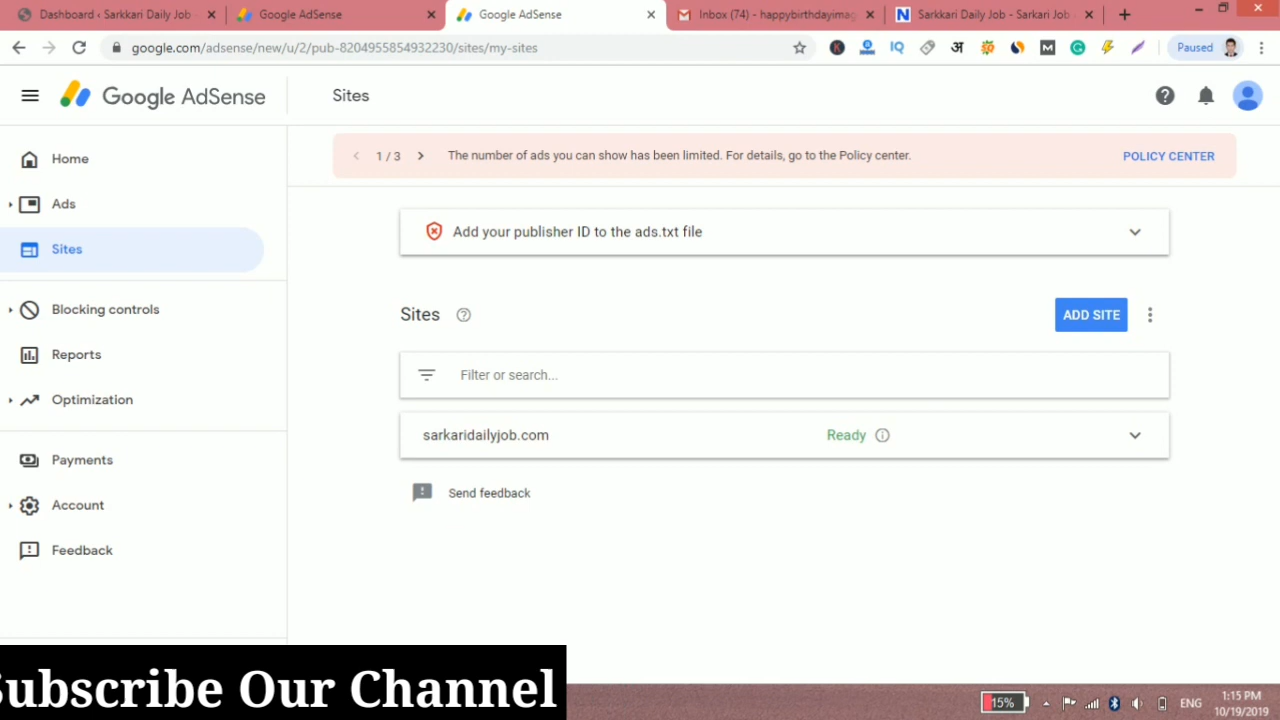 Dashboard ‹ Sarkkari Daily Job -
Google AdSense
Google AdSense
Inbox (74) - happybirthdayimag
Sarkkari Daily Job - Sarkari Job
google.com/adsense/new/u/2/pub-8204955854932230/sites/my-sites
IQ
अ
M
Paused
Google AdSense
Sites
Home
Ads
Sites
Blocking controls
Reports
Optimization
Payments
Account
Feedback
1 / 3
The number of ads you can show has been limited. For details, go to the Policy center.
POLICY CENTER
Add your publisher ID to the ads.txt file
Sites
ADD SITE
Filter or search...
sarkaridailyjob.com
Ready
Send feedback
Subscribe Our Channel
15%
ENG
1:15 PM
10/19/2019